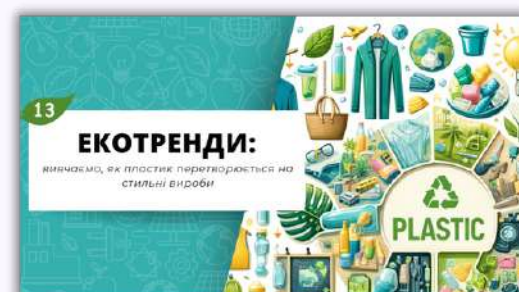 13
ЕКОТРЕНДИ:
вивчаємо, як пластик перетворюється на
стильні вироби
PLASTIC